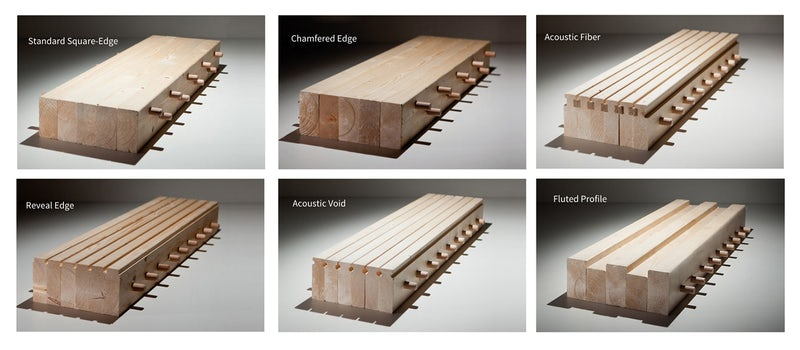 Standard Square-Edge
Chamfered Edge
Acoustic Fiber
Reveal Edge
Acoustic Void
Fluted Profile